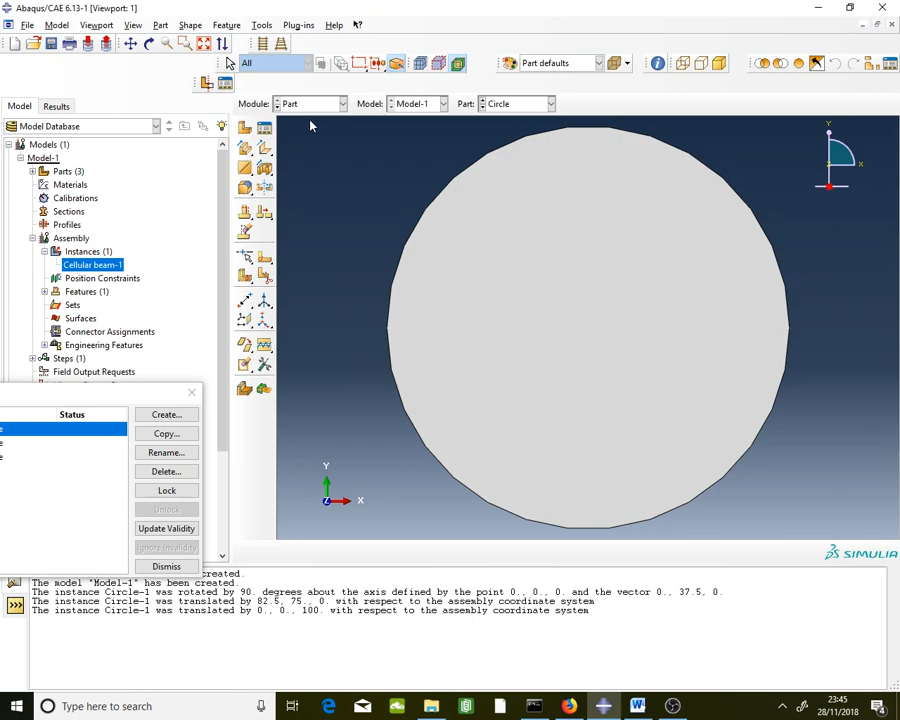 Abaqus/CAE 6.13-1 [Viewport: 1]
File Model Viewport View Part Shape Feature Tools Plug-ins Help
All Part defaults
Module: Part Model: Model-1 Part: Circle
Model Results
Model Database
Models (1)
Model-1
Parts (3)
Materials
Calibrations
Sections
Profiles
Assembly
Instances (1)
Cellular beam-1
Position Constraints
Features (1)
Sets
Surfaces
Connector Assignments
Engineering Features
Steps (1)
Field Output Requests
Status
Create...
Copy...
Rename...
Delete...
Lock
Unlock
Update Validity
Ignore Invalidity
Dismiss
Y
X
Y
Z
X
SIMULIA
created.
The model "Model-1" has been created.
The instance Circle-1 was rotated by 90. degrees about the axis defined by the point 0., 0., 0. and the vector 0., 37.5, 0.
The instance Circle-1 was translated by 82.5, 75., 0. with respect to the assembly coordinate system
The instance Circle-1 was translated by 0., 0., 100. with respect to the assembly coordinate system
Type here to search
23:45
28/11/2018
4